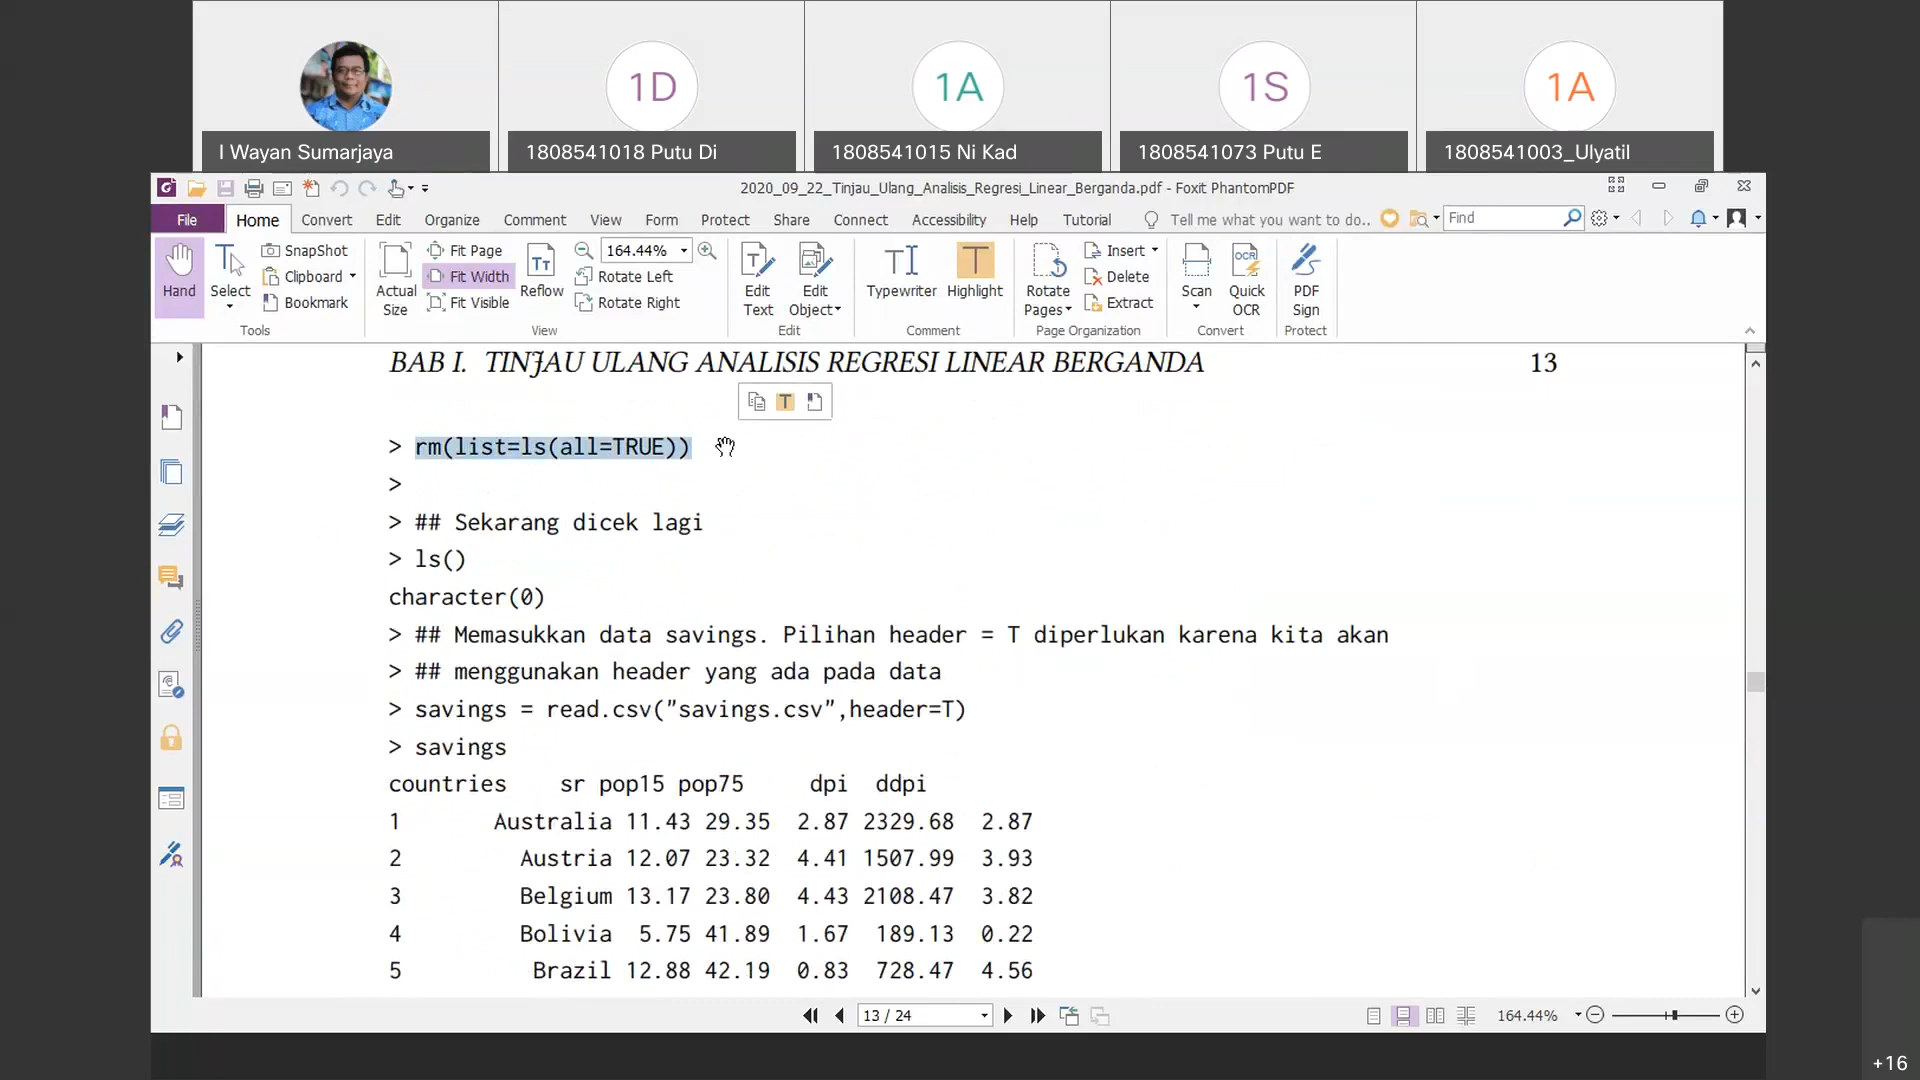 1D
1A
1S
1A
I Wayan Sumarjaya
1808541018 Putu Di
1808541015 Ni Kad
1808541073 Putu E
1808541003_Ulyatil
2020_09_22_Tinjau_Ulang_Analisis_Regresi_Linear_Berganda.pdf - Foxit PhantomPDF
File Home Convert Edit Organize Comment View Form Protect Share Connect Accessibility Help Tutorial Tell me what you want to do.. Find
Hand
Select
SnapShot
Clipboard
Bookmark
Tools
Actual Size
Fit Page
Fit Width
Fit Visible
Reflow
164.44%
Rotate Left
Rotate Right
View
Edit Text
Edit Object
Edit
Typewriter
Highlight
Comment
Rotate Pages
Insert
Delete
Extract
Page Organization
Scan
Quick OCR
Convert
PDF Sign
Protect
BAB I. TINJAU ULANG ANALISIS REGRESI LINEAR BERGANDA 13
> rm(list=ls(all=TRUE))
>
> ## Sekarang dicek lagi
> ls()
character(0)
> ## Memasukkan data savings. Pilihan header = T diperlukan karena kita akan
> ## menggunakan header yang ada pada data
> savings = read.csv("savings.csv",header=T)
> savings
countries sr pop15 pop75 dpi ddpi
1 Australia 11.43 29.35 2.87 2329.68 2.87
2 Austria 12.07 23.32 4.41 1507.99 3.93
3 Belgium 13.17 23.80 4.43 2108.47 3.82
4 Bolivia 5.75 41.89 1.67 189.13 0.22
5 Brazil 12.88 42.19 0.83 728.47 4.56
13 / 24
164.44%
+16